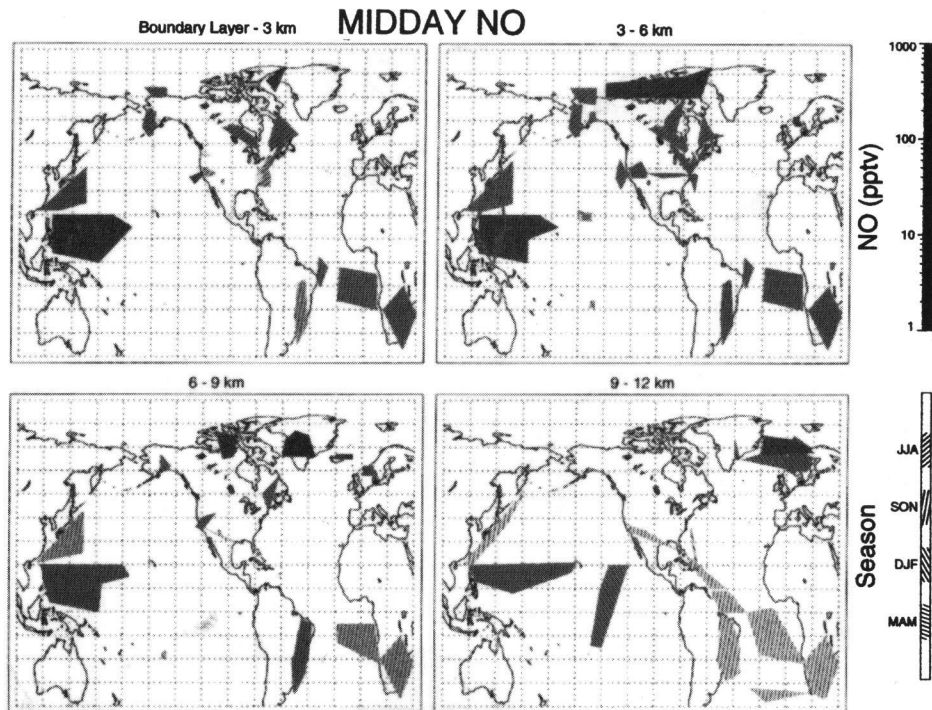 MIDDAY NO
Boundary Layer - 3 km
3 - 6 km
1000
100
10
1
NO (pptv)
6 - 9 km
9 - 12 km
JJA
SON
DJF
MAM
Season